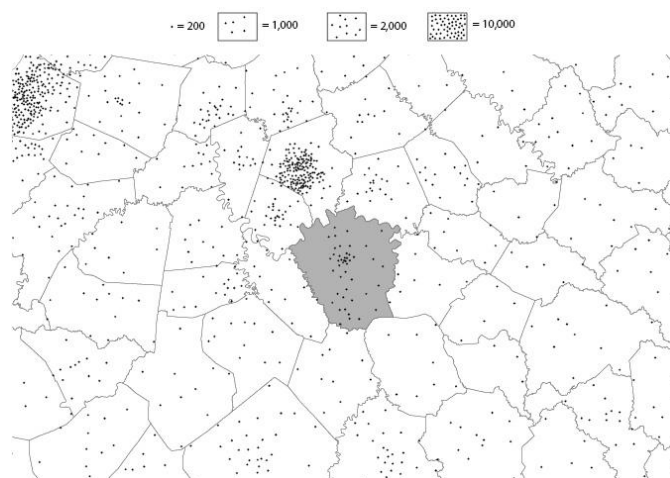 = 200 = 1,000 = 2,000 = 10,000